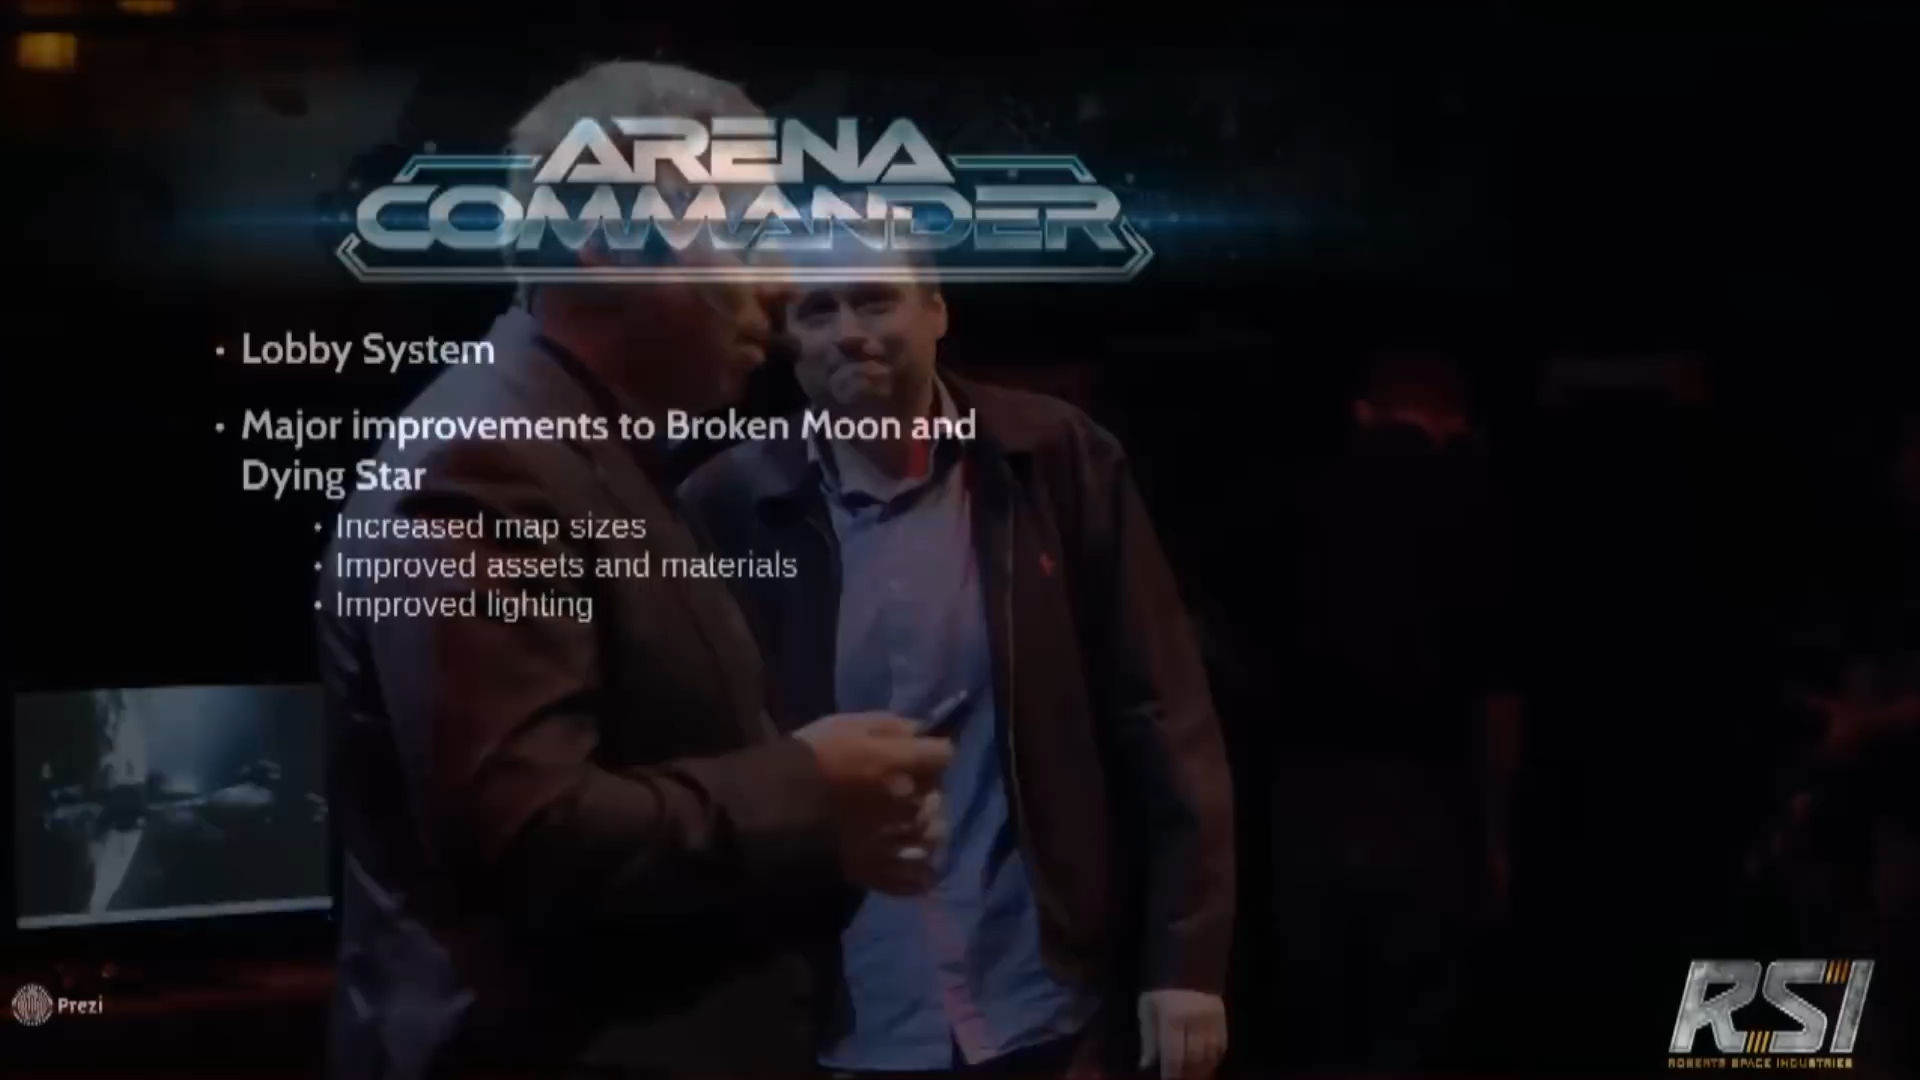 ARENA
COMMANDER
• Lobby System
• Major improvements to Broken Moon and
Dying Star
• Increased map sizes
• Improved assets and materials
• Improved lighting
Prezi
RSI
ROBERTS SPACE INDUSTRIES